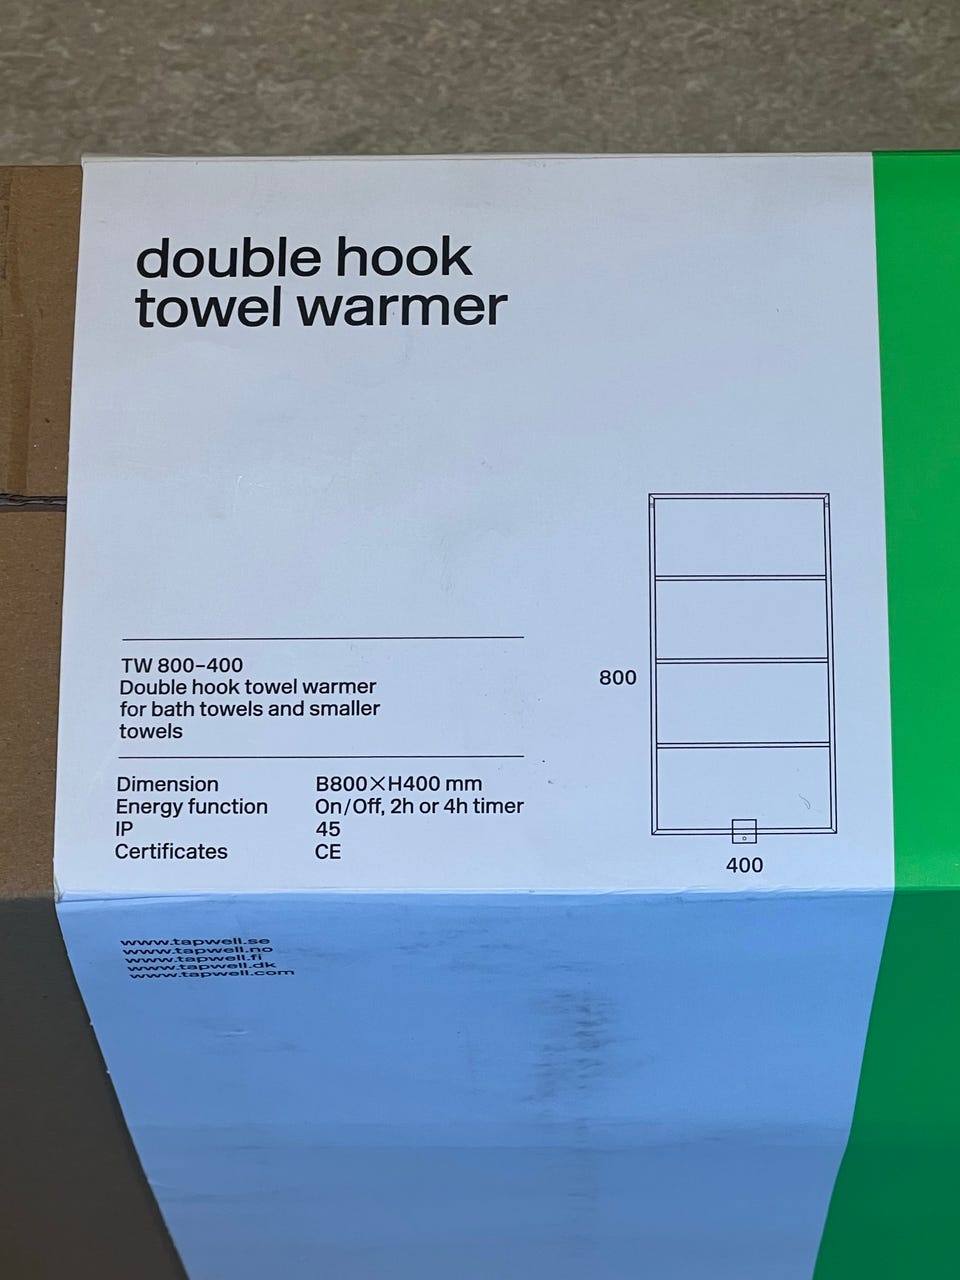 double hook
towel warmer
TW 800–400
Double hook towel warmer
for bath towels and smaller
towels
Dimension B800×H400 mm
Energy function On/Off, 2h or 4h timer
IP 45
Certificates CE
800
400
www.tapwell.se
www.tapwell.no
www.tapwell.fi
www.tapwell.dk
www.tapwell.com